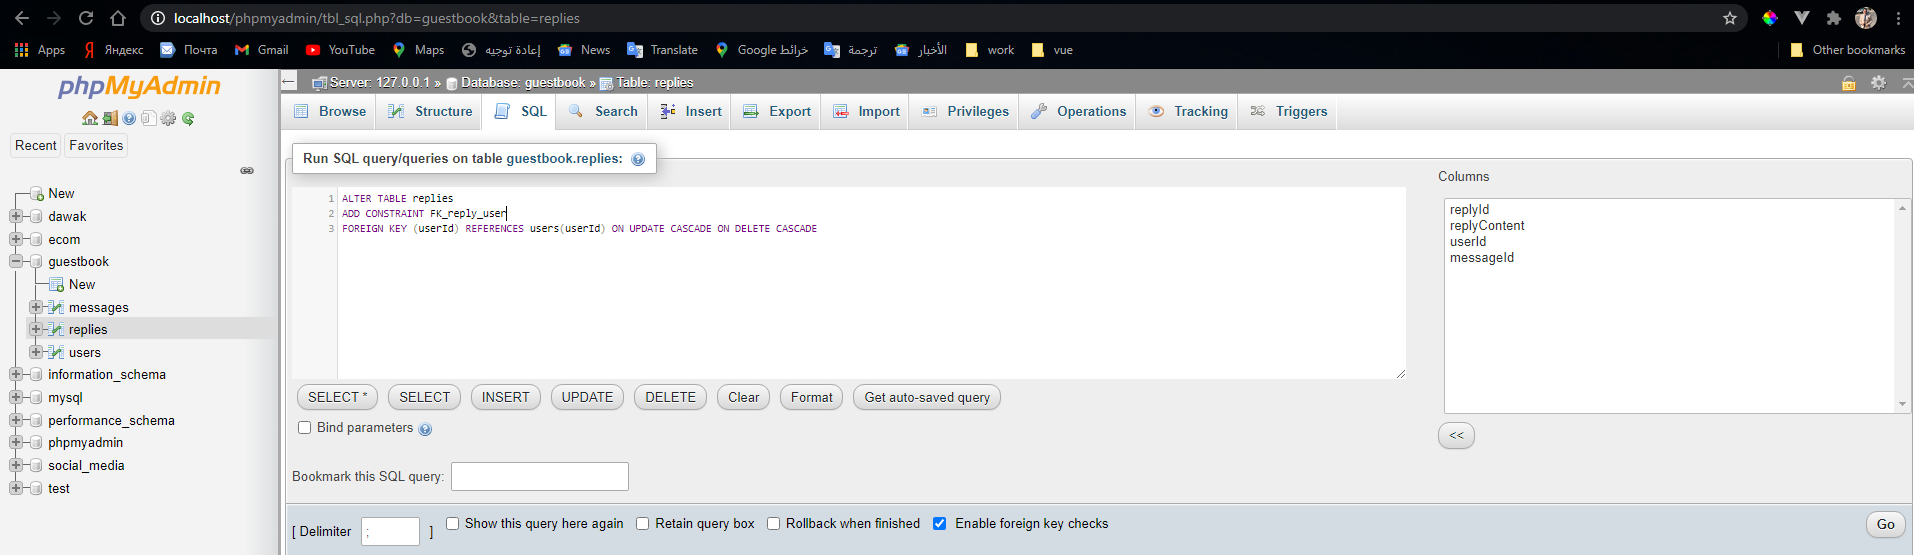 localhost/phpmyadmin/tbl_sql.php?db=guestbook&table=replies
Apps Яндекс Почта Gmail YouTube Maps إعادة توجيه News Translate خرائط Google ترجمة الأخبار work vue Other bookmarks
phpMyAdmin
Recent Favorites
New
dawak
ecom
guestbook
New
messages
replies
users
information_schema
mysql
performance_schema
phpmyadmin
social_media
test
Server: 127.0.0.1 » Database: guestbook » Table: replies
Browse Structure SQL Search Insert Export Import Privileges Operations Tracking Triggers
Run SQL query/queries on table guestbook.replies:
1 ALTER TABLE replies
2 ADD CONSTRAINT FK_reply_user
3 FOREIGN KEY (userId) REFERENCES users(userId) ON UPDATE CASCADE ON DELETE CASCADE
Columns
replyId
replyContent
userId
messageId
<<
SELECT * SELECT INSERT UPDATE DELETE Clear Format Get auto-saved query
Bind parameters
Bookmark this SQL query:
[ Delimiter ; ] Show this query here again Retain query box Rollback when finished Enable foreign key checks Go